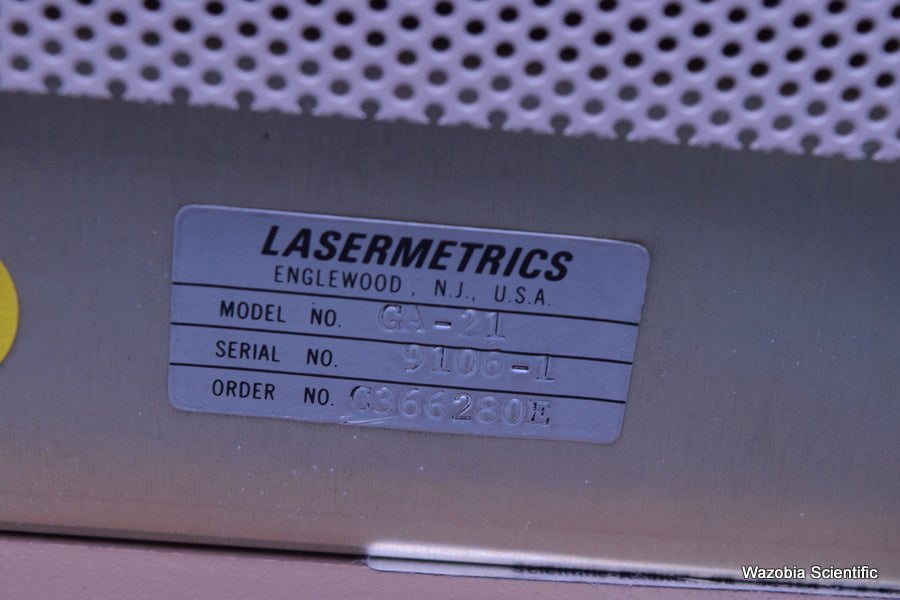 LASERMETRICS
ENGLEWOOD, N.J., U.S.A.
MODEL NO. GA-21
SERIAL NO. 9106-1
ORDER NO. C366280E
Wazobia Scientific